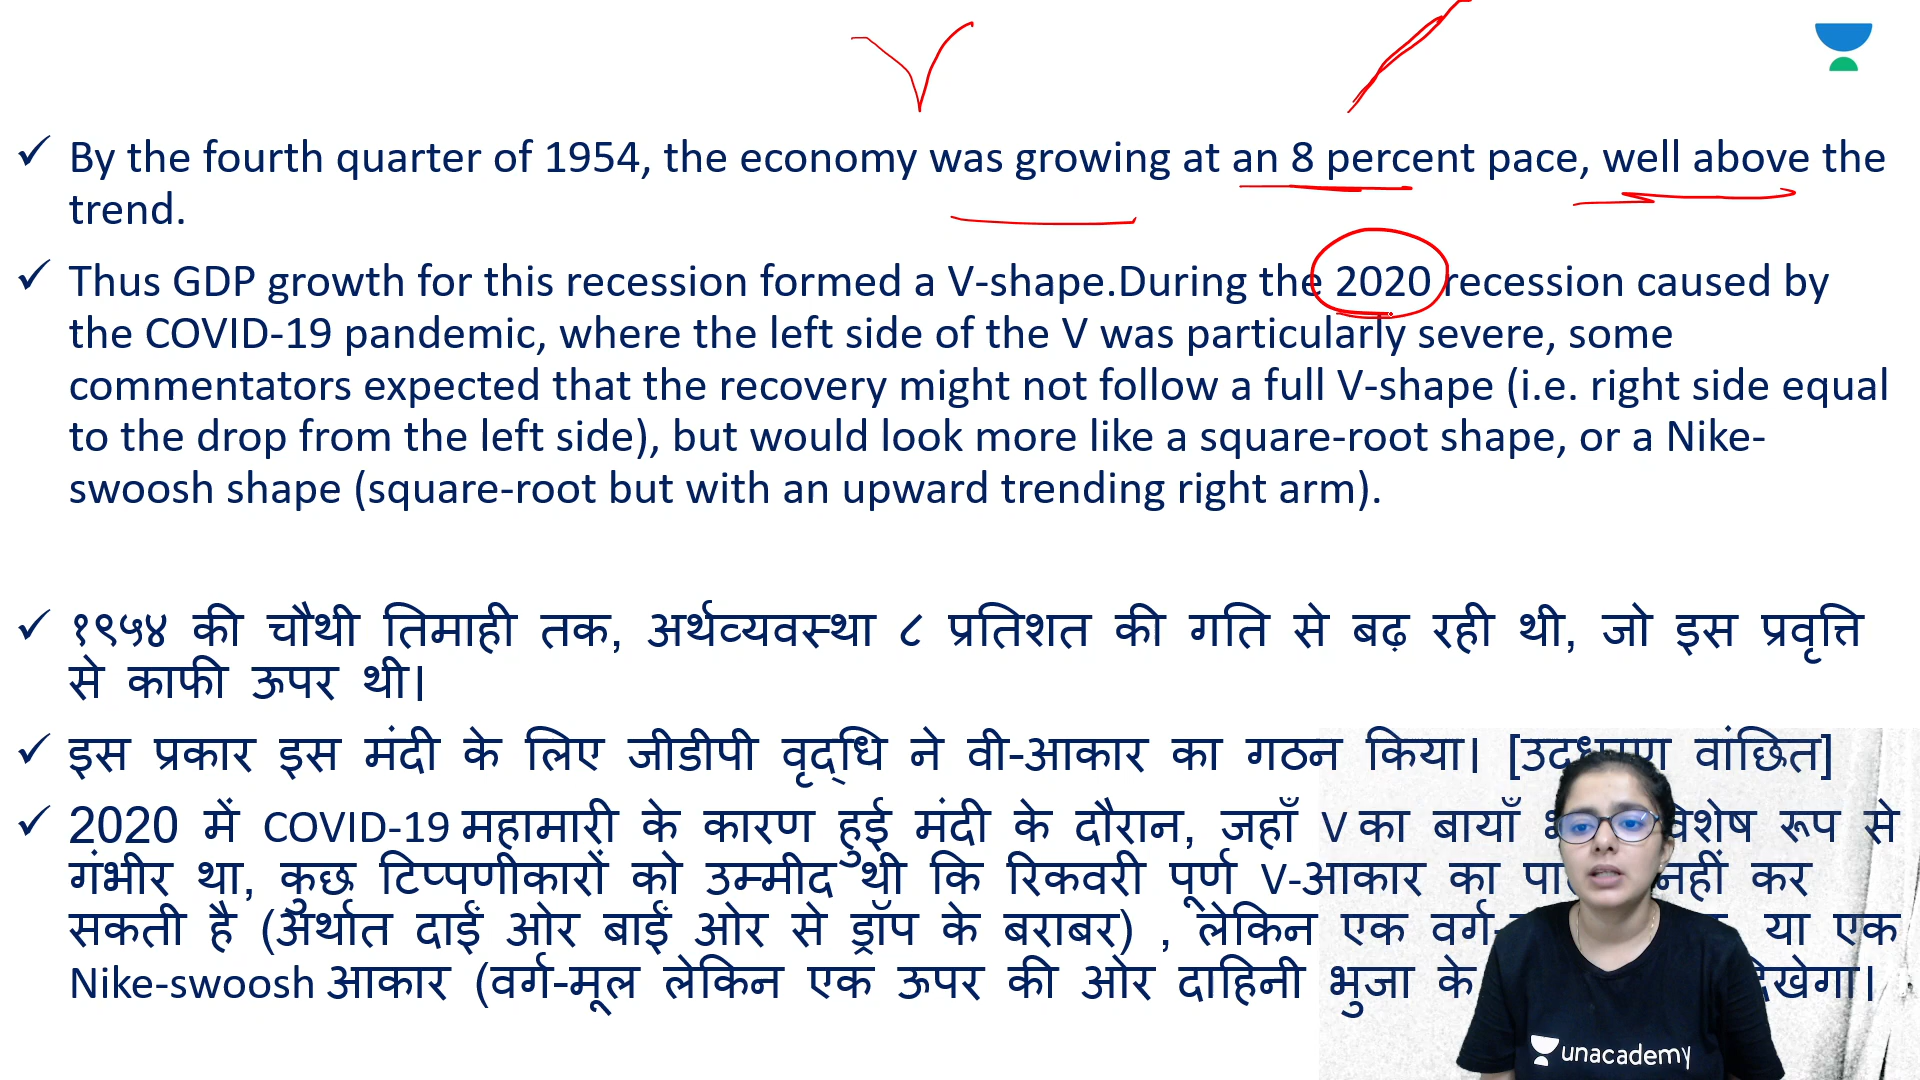 By the fourth quarter of 1954, the economy was growing at an 8 percent pace, well above the
trend.
Thus GDP growth for this recession formed a V-shape.During the 2020 recession caused by
the COVID-19 pandemic, where the left side of the V was particularly severe, some
commentators expected that the recovery might not follow a full V-shape (i.e. right side equal
to the drop from the left side), but would look more like a square-root shape, or a Nike-
swoosh shape (square-root but with an upward trending right arm).
१९५४ की चौथी तिमाही तक, अर्थव्यवस्था ८ प्रतिशत की गति से बढ़ रही थी, जो इस प्रवृत्ति
से काफी ऊपर थी।
इस प्रकार इस मंदी के लिए जीडीपी वृद्धि ने वी-आकार का गठन किया। [उद्धरण वांछित]
2020 में COVID-19 महामारी के कारण हुई मंदी के दौरान, जहाँ V का बायाँ विशेष रूप से
गंभीर था, कुछ टिप्पणीकारों को उम्मीद थी कि रिकवरी पूर्ण V-आकार का नहीं कर
सकती है (अर्थात दाईं ओर बाईं ओर से ड्रॉप के बराबर) , लेकिन एक वर्ग- या एक
Nike-swoosh आकार (वर्ग-मूल लेकिन एक ऊपर की ओर दाहिनी भुजा के दिखेगा।
unacademy